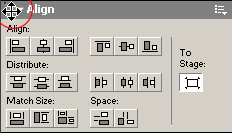 Align
Align:
To
Stage:
Distribute:
Match Size:
Space: